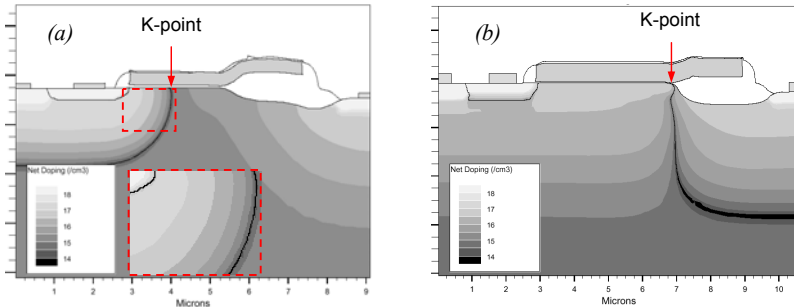 (a)
K-point
Net Doping (/cm3)
18
17
16
15
14
1 2 3 4 5 6 7 8 9
Microns
(b)
K-point
Net Doping (/cm3)
18
17
16
15
14
1 2 3 4 5 6 7 8 9 10
Microns